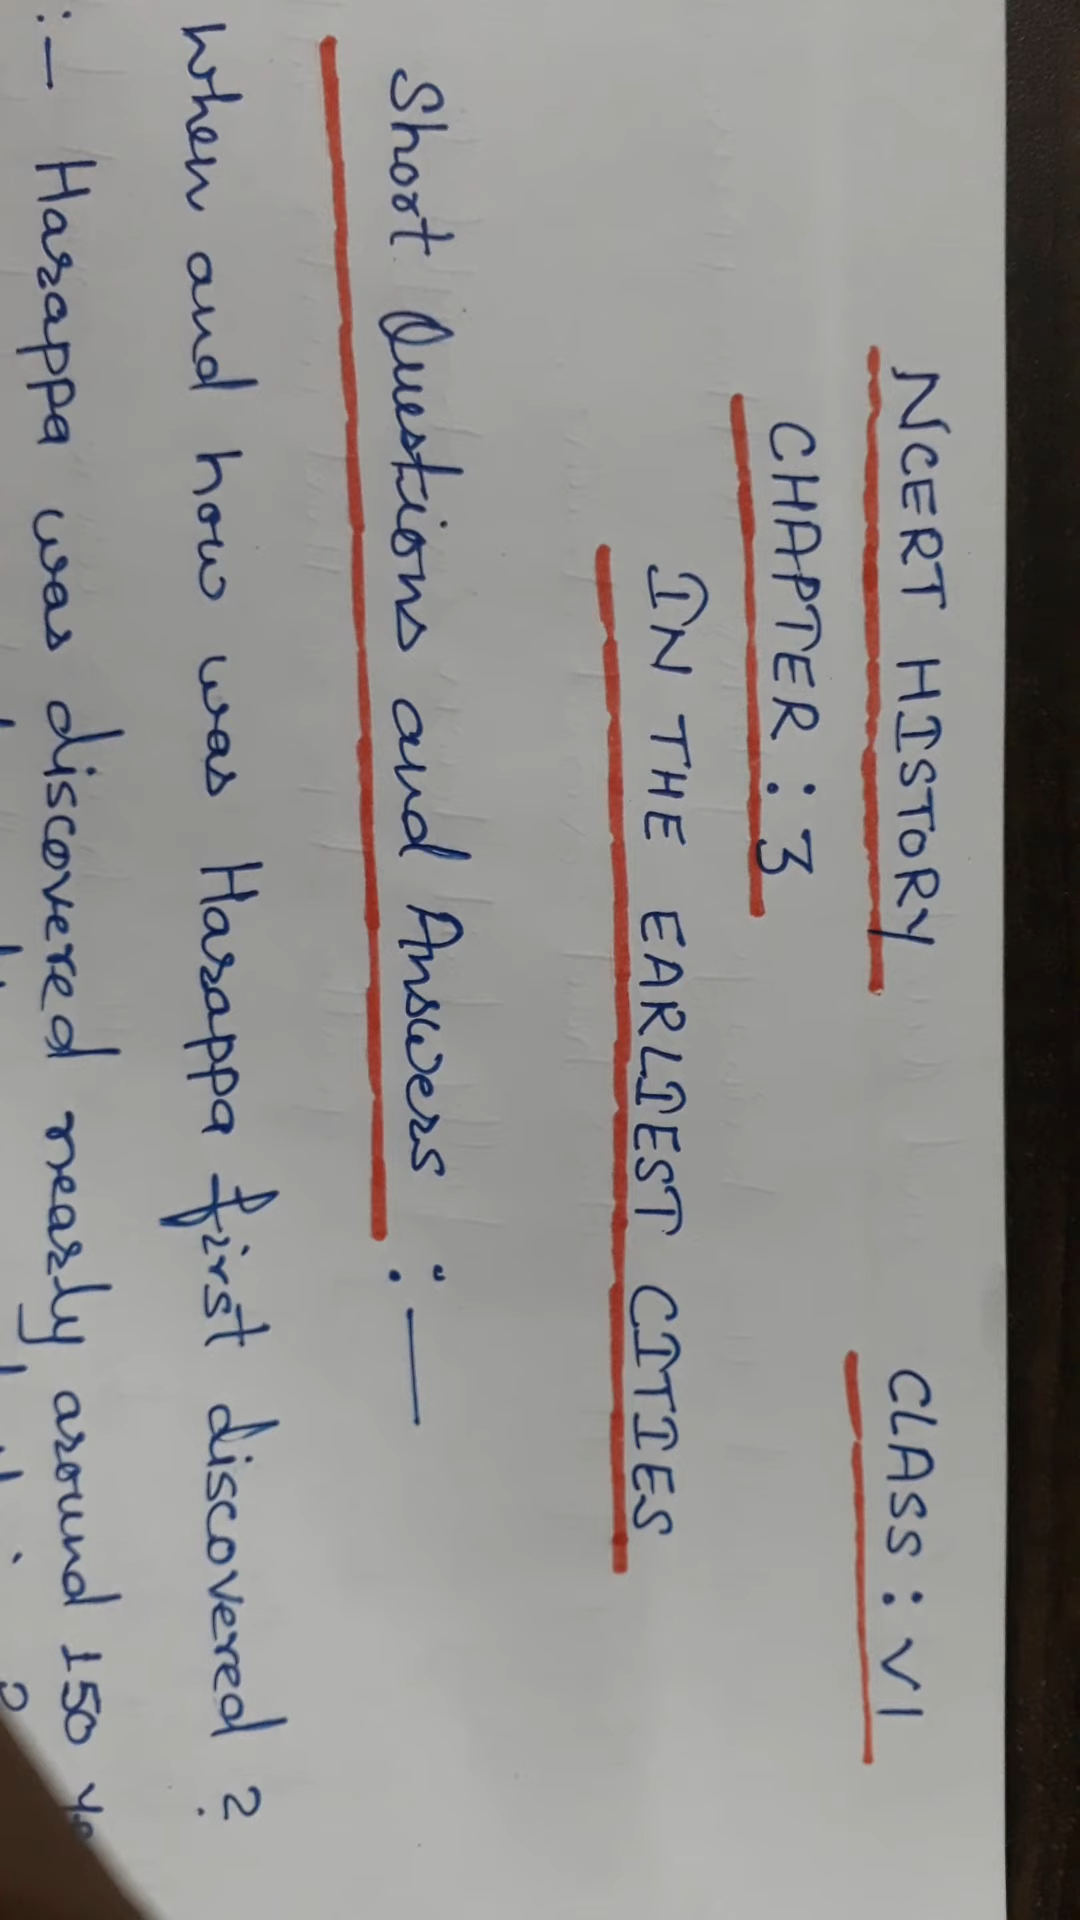 NCERT HISTORY CLASS : VI
CHAPTER : 3
IN THE EARLIEST CITIES
Short Questions and Answers :—
When and how was Harappa first discovered ?
:- Harappa was discovered nearly around 150